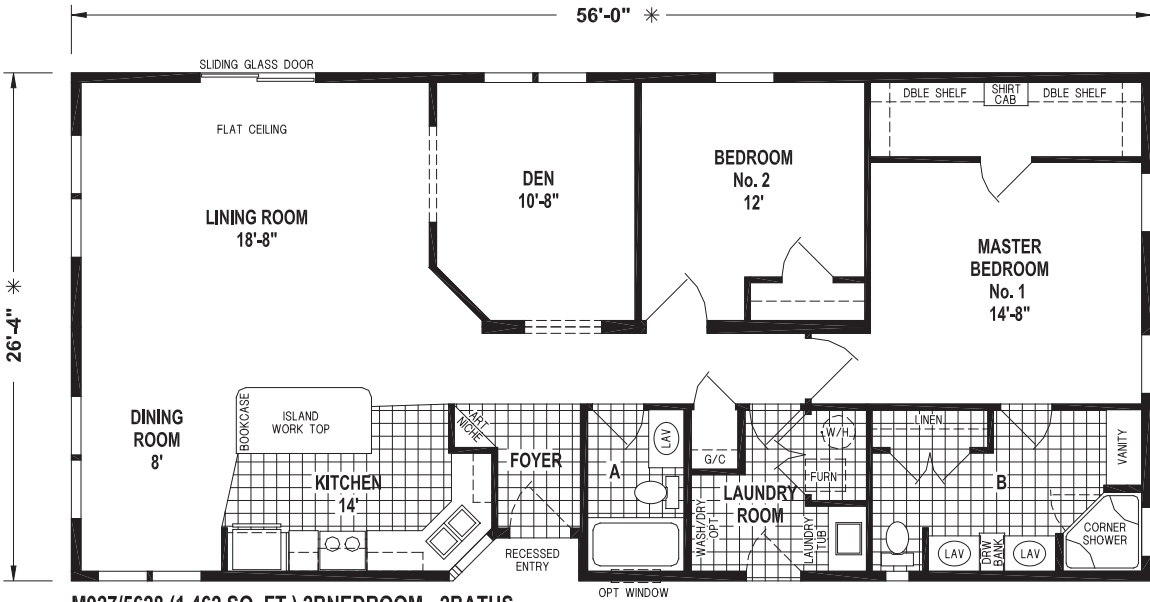 56'-0" ✳
SLIDING GLASS DOOR
FLAT CEILING
DBLE SHELF
SHIRT
CAB
DBLE SHELF
DEN
10'-8"
BEDROOM
No. 2
12'
LINING ROOM
18'-8"
MASTER
BEDROOM
No. 1
14'-8"
26'-4" ✳
DINING
ROOM
8'
BOOKCASE
ISLAND
WORK TOP
ART
NICHE
FOYER
KITCHEN
14'
RECESSED
ENTRY
LAV
A
G/C
W/H
FURN
LAUNDRY
ROOM
WASH/DRY
OPT
LAUNDRY
TUB
LINEN
B
VANITY
CORNER
SHOWER
LAV
DRW
BANK
LAV
OPT WINDOW